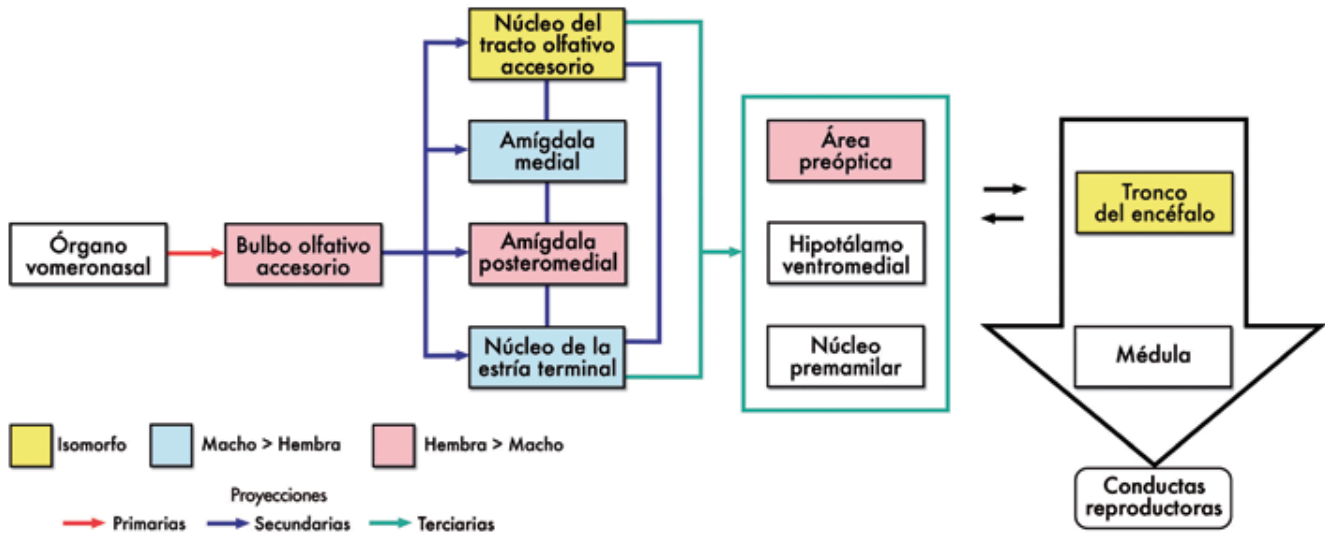 Núcleo del
tracto olfativo
accesorio
Amígdala
medial
Área
preóptica
Tronco
del encéfalo
Órgano
vomeronasal
Bulbo olfativo
accesorio
Amígdala
posteromedial
Hipotálamo
ventromedial
Núcleo de la
estría terminal
Núcleo
premamilar
Médula
Isomorfo
Macho > Hembra
Hembra > Macho
Conductas
reproductoras
Proyecciones
Primarias
Secundarias
Terciarias